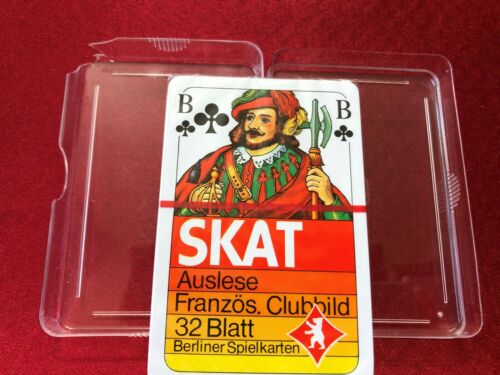 B B
SKAT
Auslese
Französ. Clubbild
32 Blatt
Berliner Spielkarten